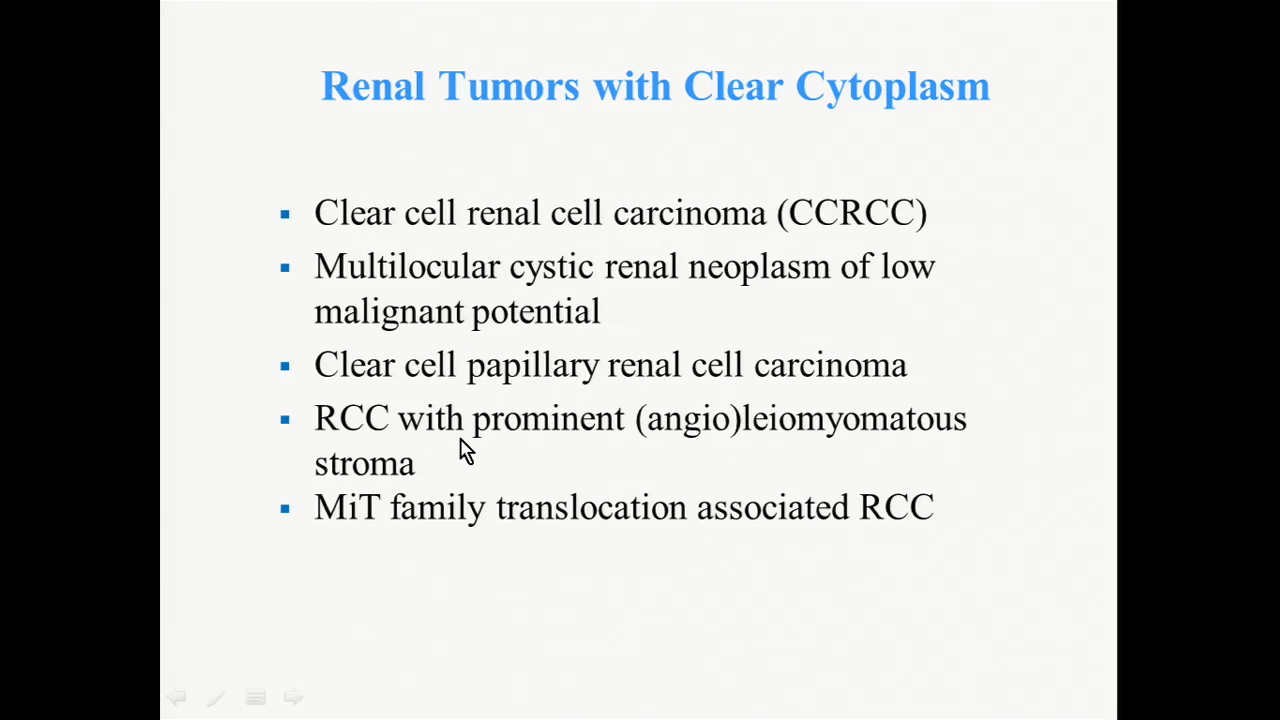 Renal Tumors with Clear Cytoplasm
Clear cell renal cell carcinoma (CCRCC)
Multilocular cystic renal neoplasm of low
malignant potential
Clear cell papillary renal cell carcinoma
RCC with prominent (angio)leiomyomatous
stroma
MiT family translocation associated RCC